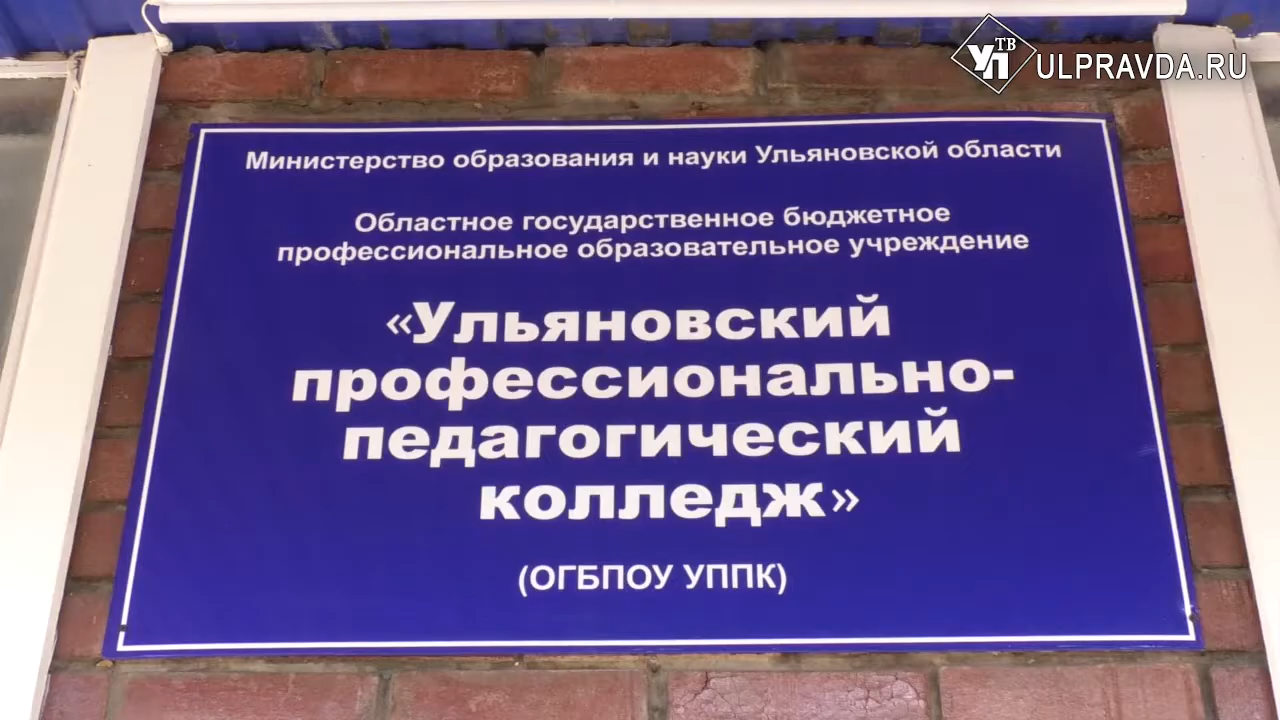 УП ТВ ULPRAVDA.RU
Министерство образования и науки Ульяновской области
Областное государственное бюджетное
профессиональное образовательное учреждение
«Ульяновский
профессионально-
педагогический
колледж»
(ОГБПОУ УППК)